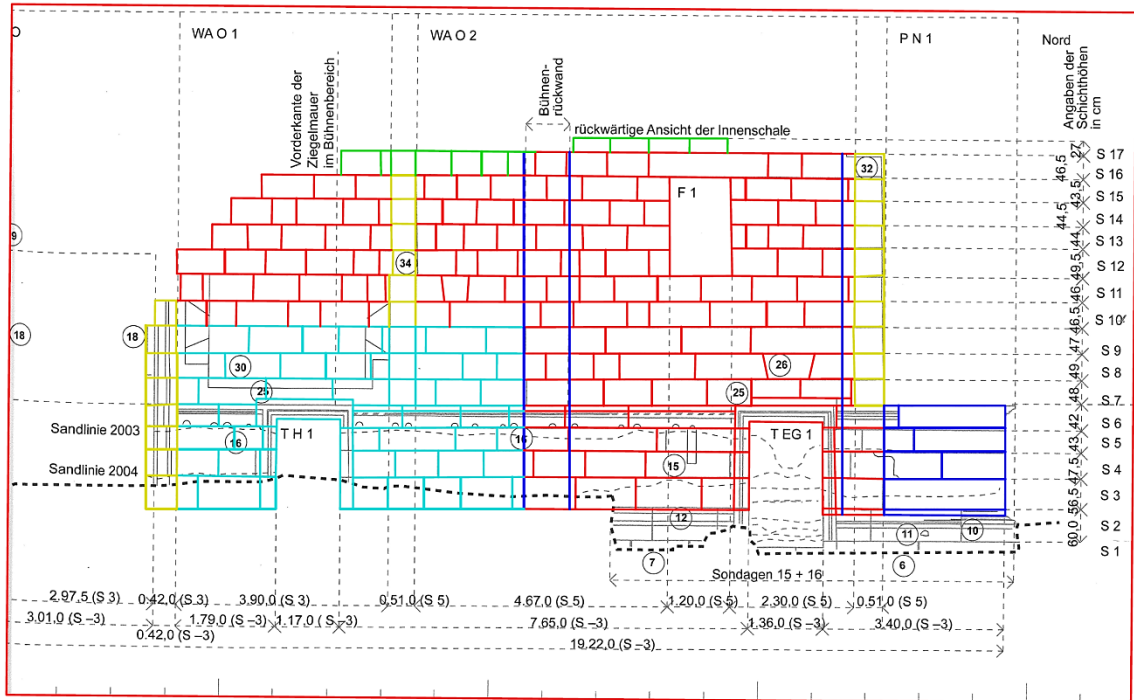 O
WA O 1
WA O 2
P N 1
Nord
Vorderkante der
Ziegelmauer
im Bühnenbereich
Bühnen-
rückwand
rückwärtige Ansicht der Innenschale
Angaben der
Schichthöhen
in cm
27
S 17
32
46,5
S 16
F 1
43,5
S 15
44,5
S 14
9
44
S 13
34
49,5
S 12
46
S 11
46,5
S 10
18
18
47
S 9
30
26
49
S 8
25
25
48
S 7
42
S 6
Sandlinie 2003
16
T H 1
16
T EG 1
43
S 5
Sandlinie 2004
15
47,5
S 4
56,5
S 3
12
11
10
60,0
S 2
7
6
S 1
Sondagen 15 + 16
2.97,5 (S 3)
0.42,0 (S 3)
3.90,0 (S 3)
0.51,0 (S 5)
4.67,0 (S 5)
1.20,0 (S 5)
2.30,0 (S 5)
0.51,0 (S 5)
3.01,0 (S –3)
1.79,0 (S –3)
1.17,0 (S –3)
7.65,0 (S –3)
1.36,0 (S –3)
3.40,0 (S –3)
0.42,0 (S –3)
19.22,0 (S –3)